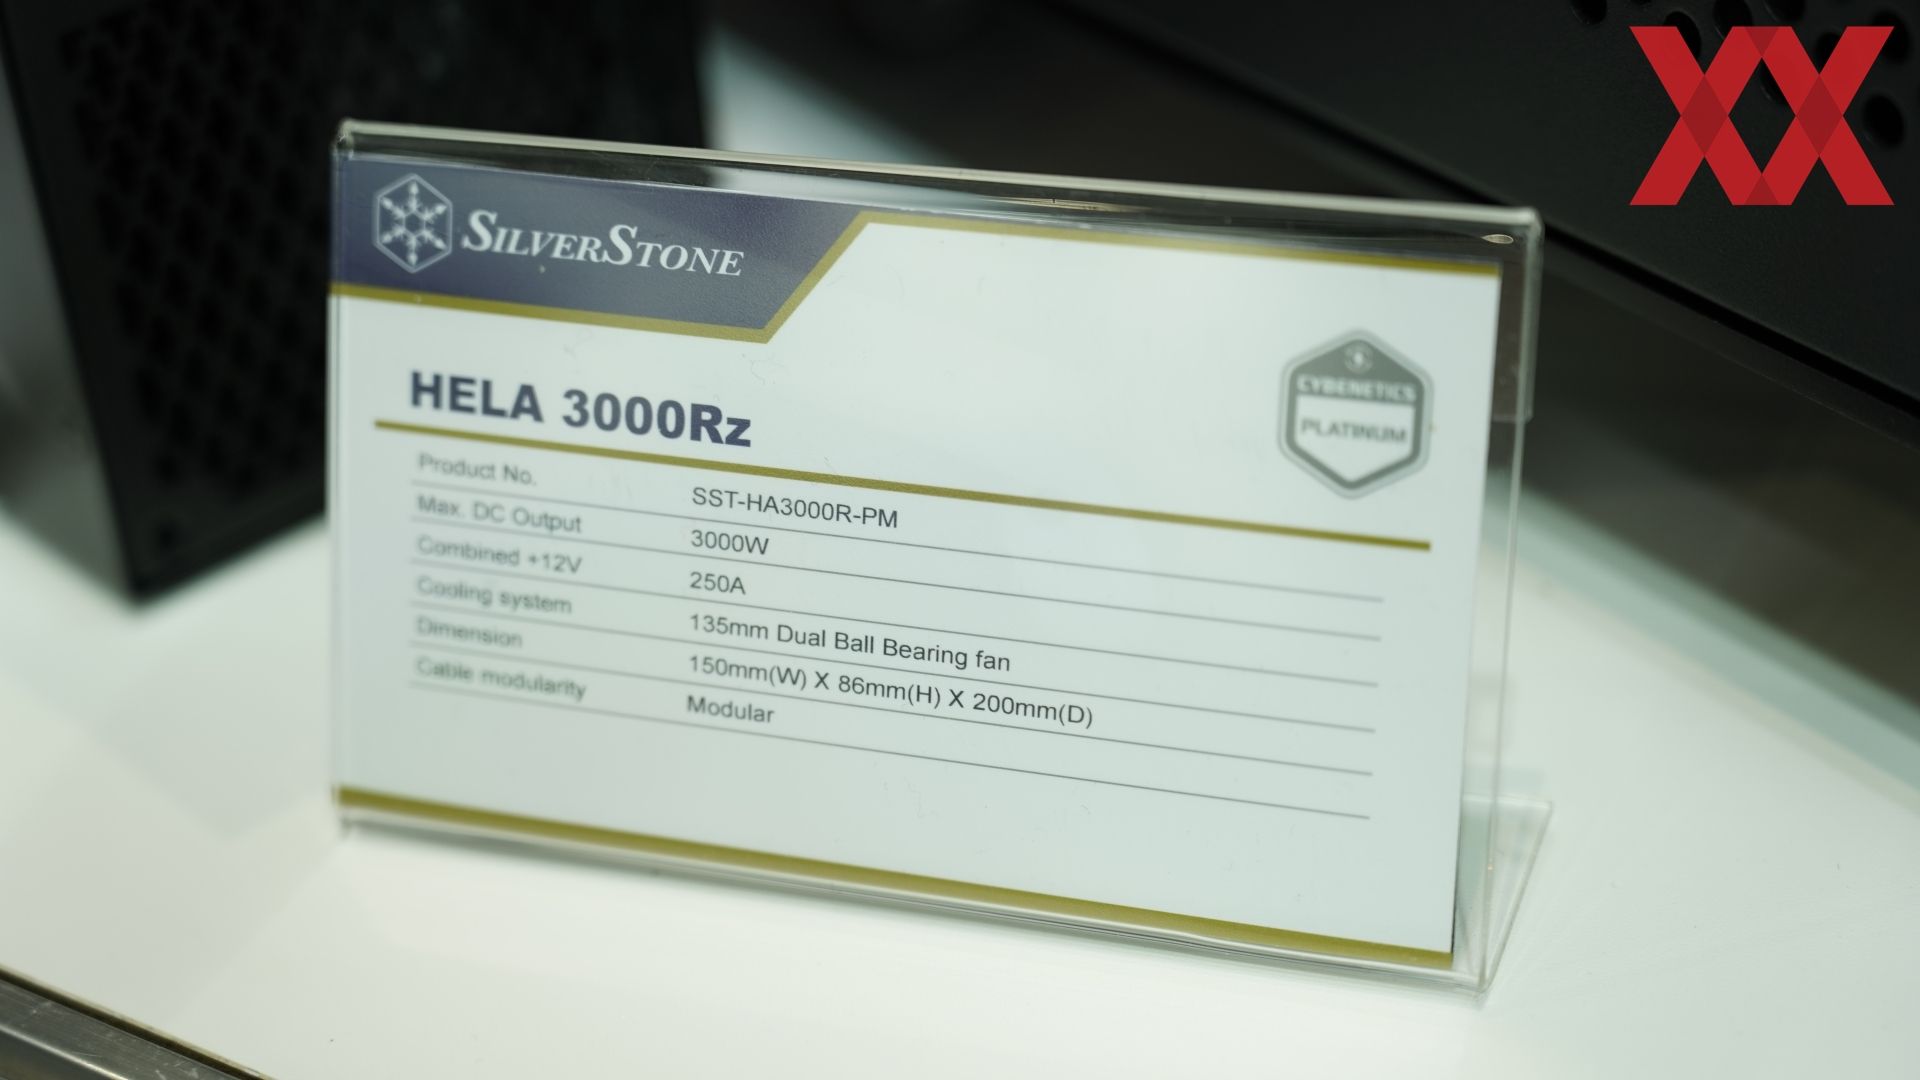 SILVERSTONE
HELA 3000Rz
CYBENETICS
PLATINUM
Product No. SST-HA3000R-PM
Max. DC Output 3000W
Combined +12V 250A
Cooling system 135mm Dual Ball Bearing fan
Dimension 150mm(W) X 86mm(H) X 200mm(D)
Cable modularity Modular